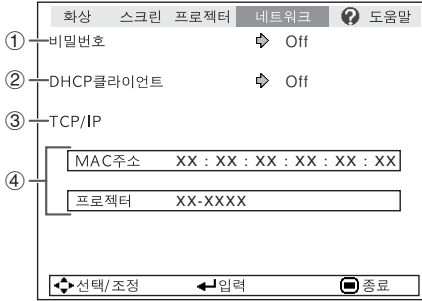 화상 스크린 프로젝터 네트워크 ? 도움말
① 비밀번호 Off
② DHCP클라이언트 Off
③ TCP/IP
④
MAC주소 XX : XX : XX : XX : XX : XX
프로젝터 XX-XXXX
선택/조정 입력 종료